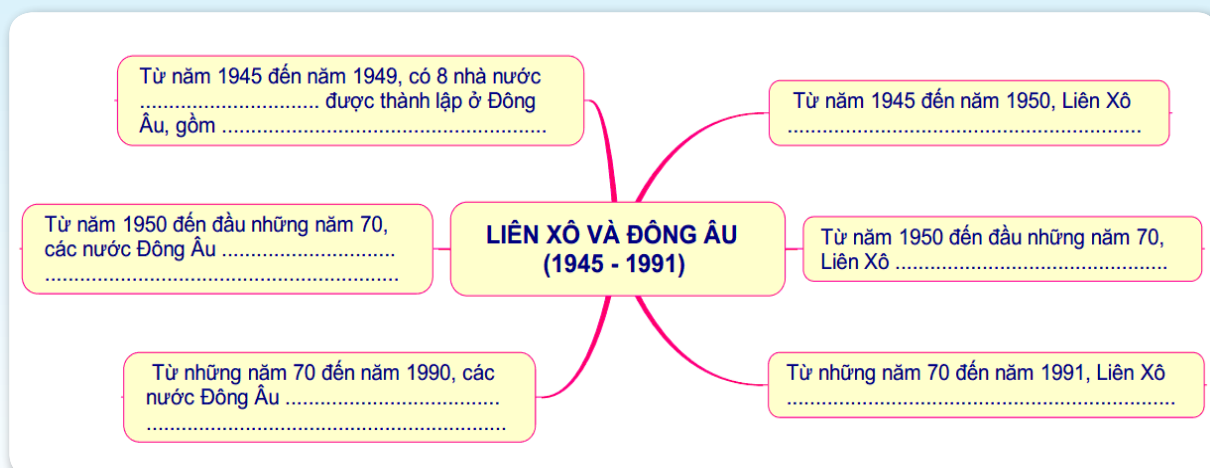 Từ năm 1945 đến năm 1949, có 8 nhà nước
............................... được thành lập ở Đông
Âu, gồm ........................................................
Từ năm 1945 đến năm 1950, Liên Xô
.............................................................
Từ năm 1950 đến đầu những năm 70,
các nước Đông Âu ..............................
.............................................................
LIÊN XÔ VÀ ĐÔNG ÂU
(1945 - 1991)
Từ năm 1950 đến đầu những năm 70,
Liên Xô ...............................................
Từ những năm 70 đến năm 1990, các
nước Đông Âu .....................................
..............................................................
Từ những năm 70 đến năm 1991, Liên Xô
...................................................................